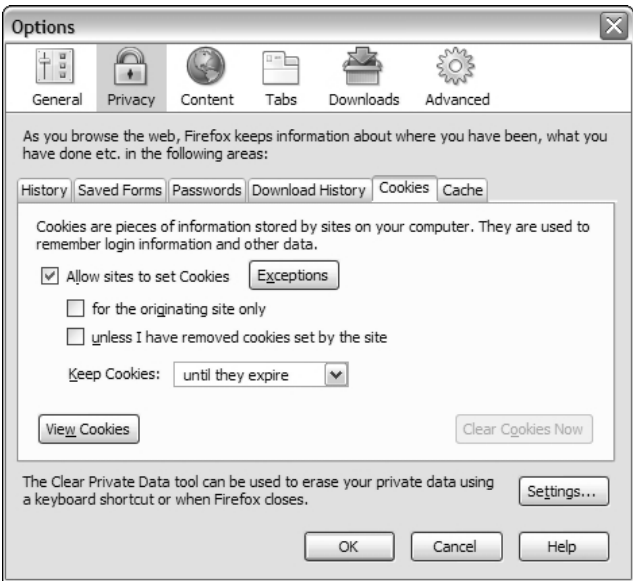 Options
General Privacy Content Tabs Downloads Advanced
As you browse the web, Firefox keeps information about where you have been, what you
have done etc. in the following areas:
History Saved Forms Passwords Download History Cookies Cache
Cookies are pieces of information stored by sites on your computer. They are used to
remember login information and other data.
Allow sites to set Cookies Exceptions
for the originating site only
unless I have removed cookies set by the site
Keep Cookies: until they expire
View Cookies Clear Cookies Now
The Clear Private Data tool can be used to erase your private data using
a keyboard shortcut or when Firefox closes.
Settings...
OK Cancel Help